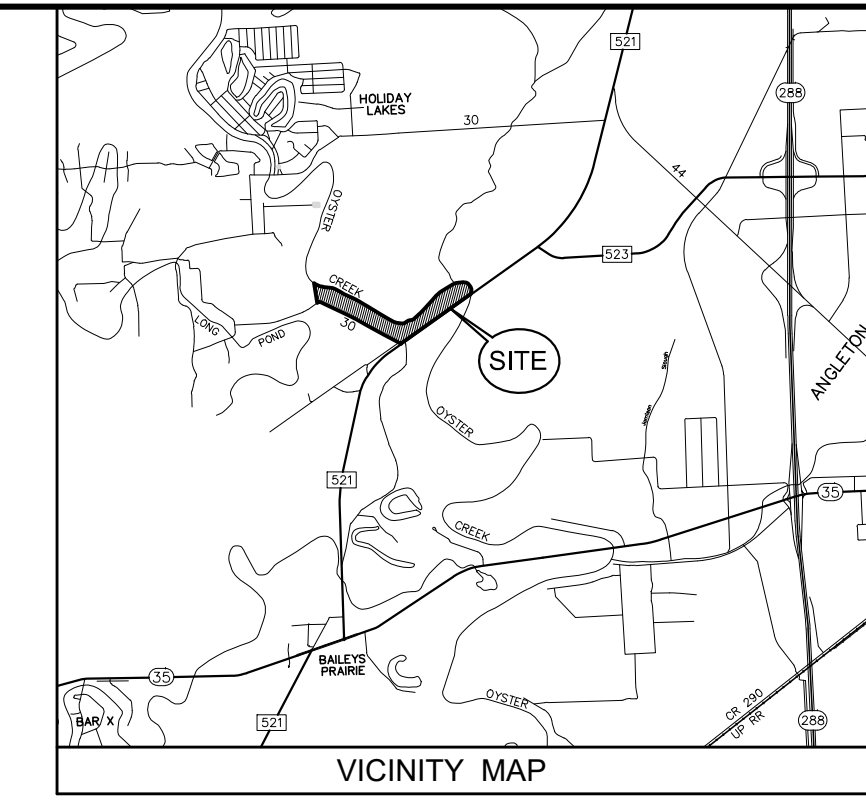 521
288
HOLIDAY
LAKES
30
44
OYSTER
523
CREEK
30
LONG
POND
SITE
ANGLETON
OYSTER
521
35
CREEK
BAILEYS
PRAIRIE
35
BAR X
521
OYSTER
CR 290
UP RR
288
VICINITY MAP